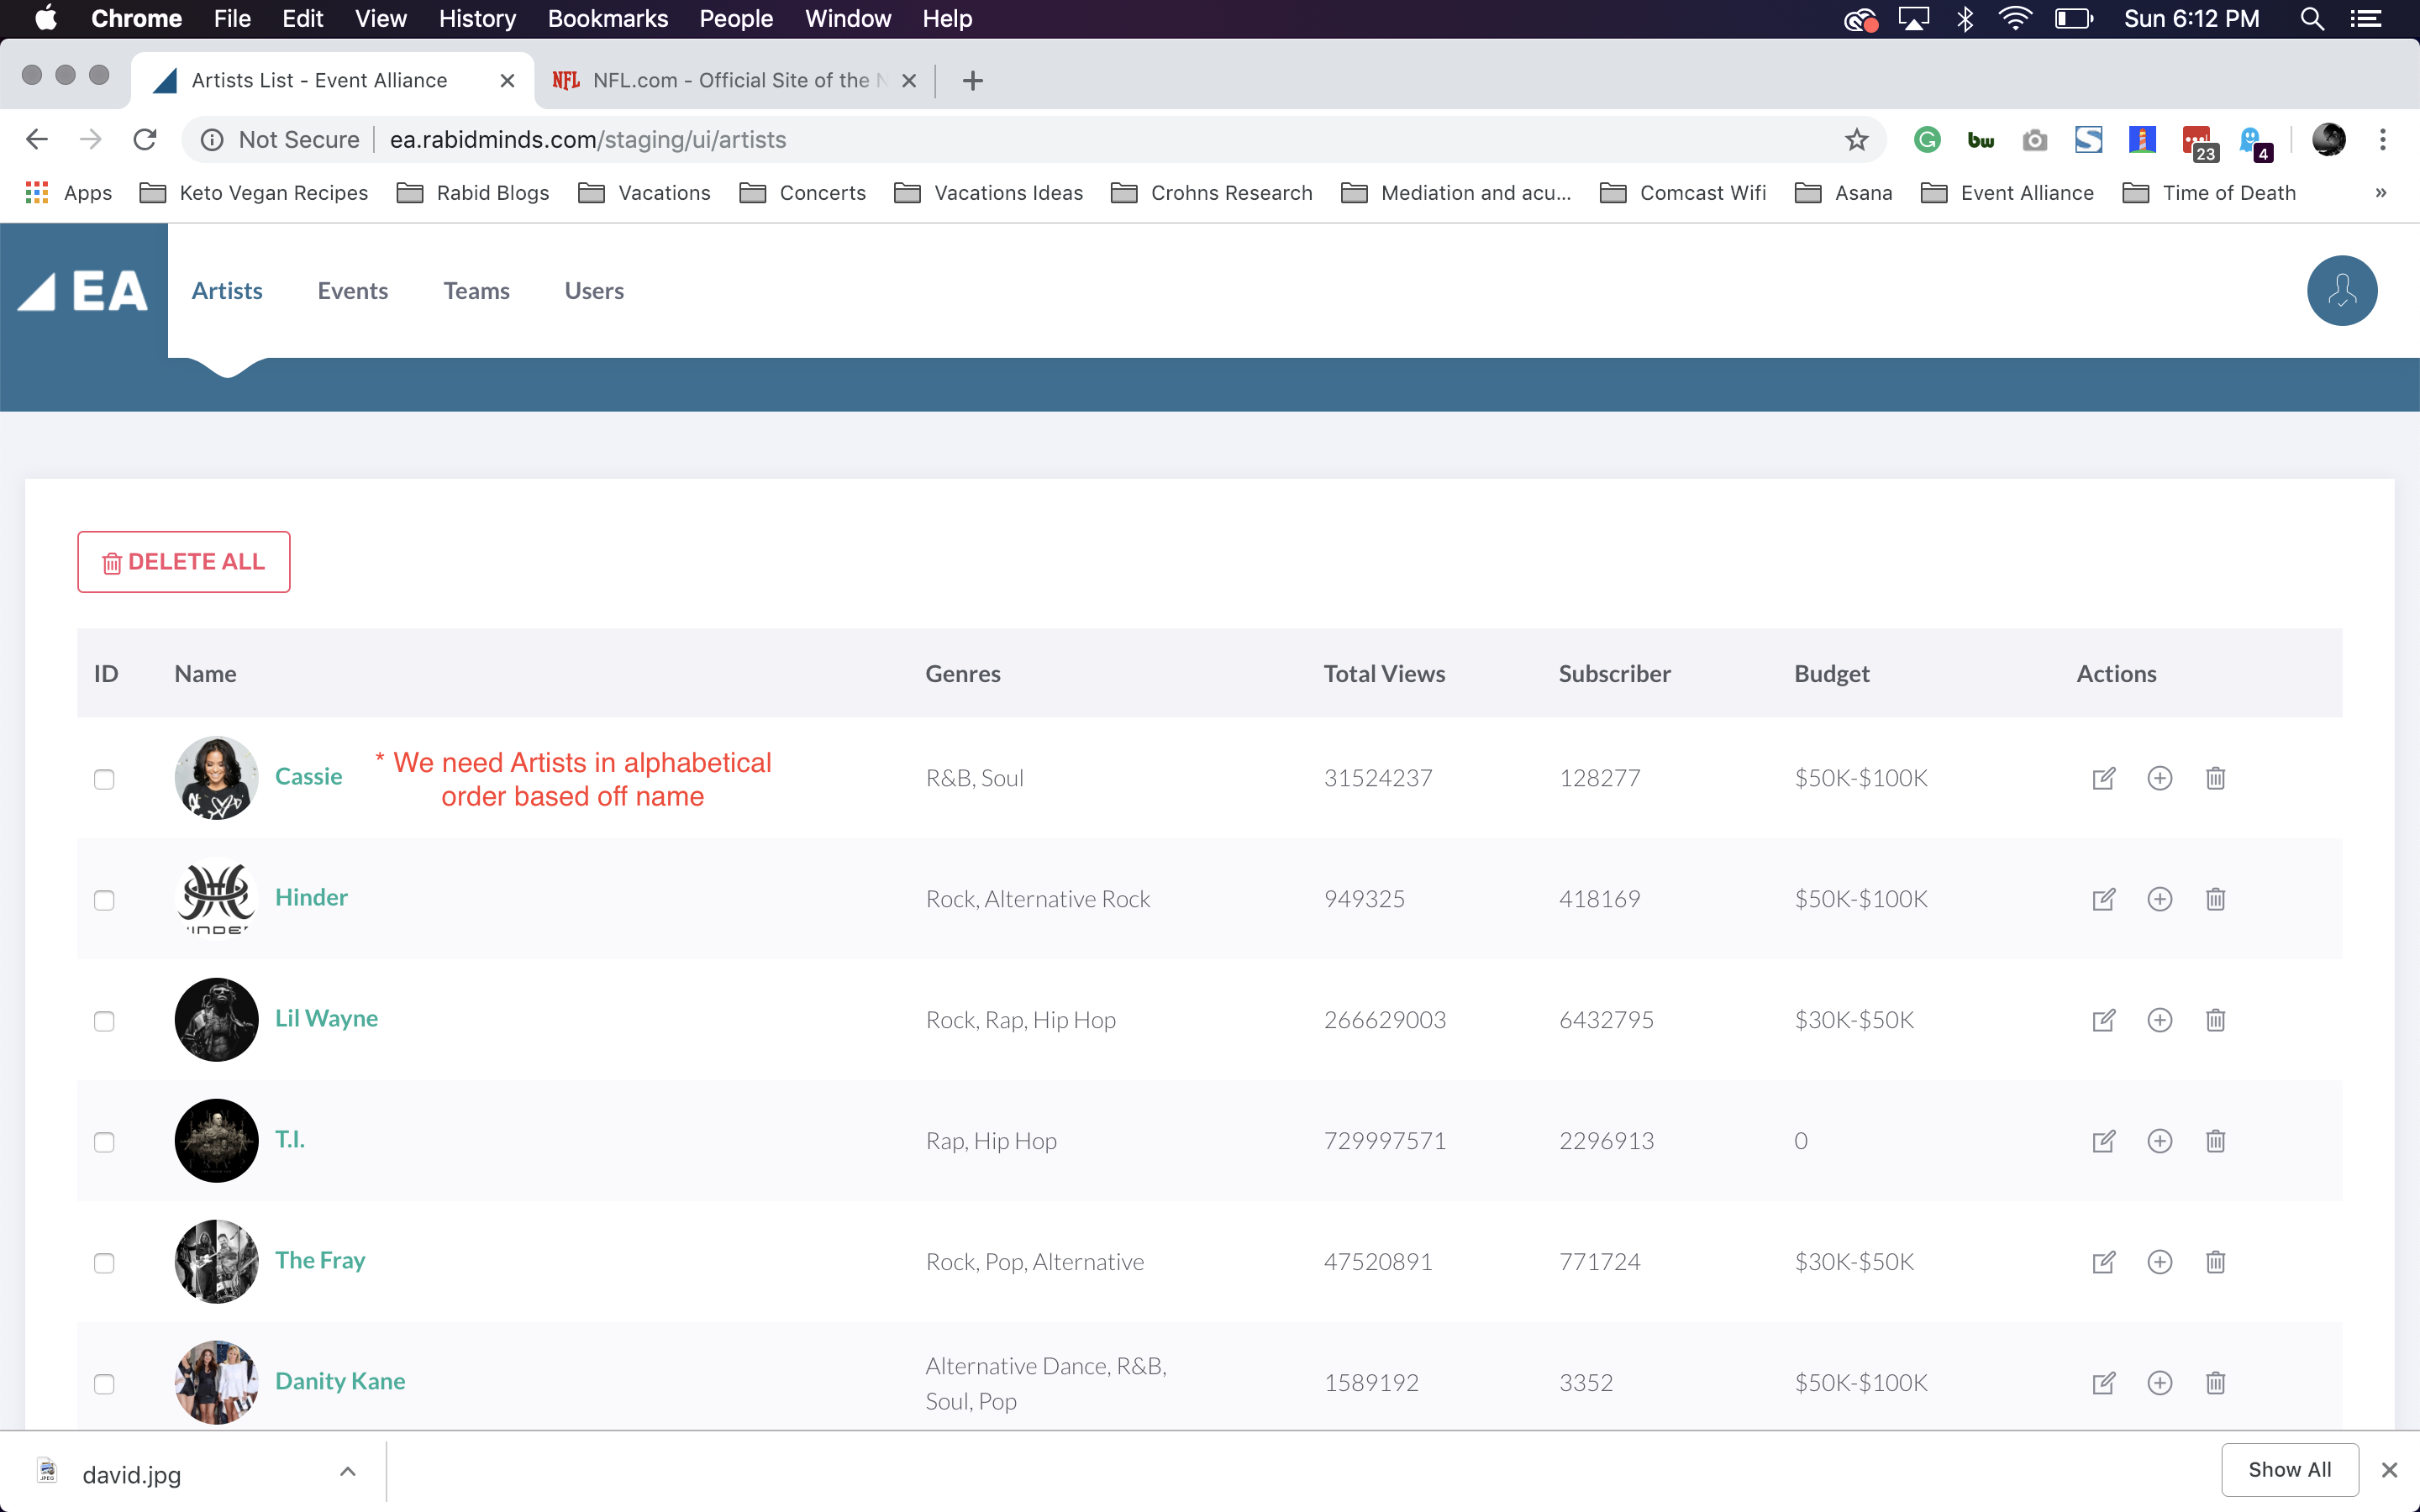 Chrome File Edit View History Bookmarks People Window Help Sun 6:12 PM
Artists List - Event Alliance NFL NFL.com - Official Site of the N
Not Secure ea.rabidminds.com/staging/ui/artists bw 23 4
Apps Keto Vegan Recipes Rabid Blogs Vacations Concerts Vacations Ideas Crohns Research Mediation and acu... Comcast Wifi Asana Event Alliance Time of Death »
EA Artists Events Teams Users
DELETE ALL
ID Name Genres Total Views Subscriber Budget Actions
Cassie R&B, Soul 31524237 128277 $50K-$100K
* We need Artists in alphabetical
order based off name
Hinder Rock, Alternative Rock 949325 418169 $50K-$100K
Lil Wayne Rock, Rap, Hip Hop 266629003 6432795 $30K-$50K
T.I. Rap, Hip Hop 729997571 2296913 0
The Fray Rock, Pop, Alternative 47520891 771724 $30K-$50K
Danity Kane Alternative Dance, R&B, 1589192 3352 $50K-$100K
Soul, Pop
david.jpg Show All